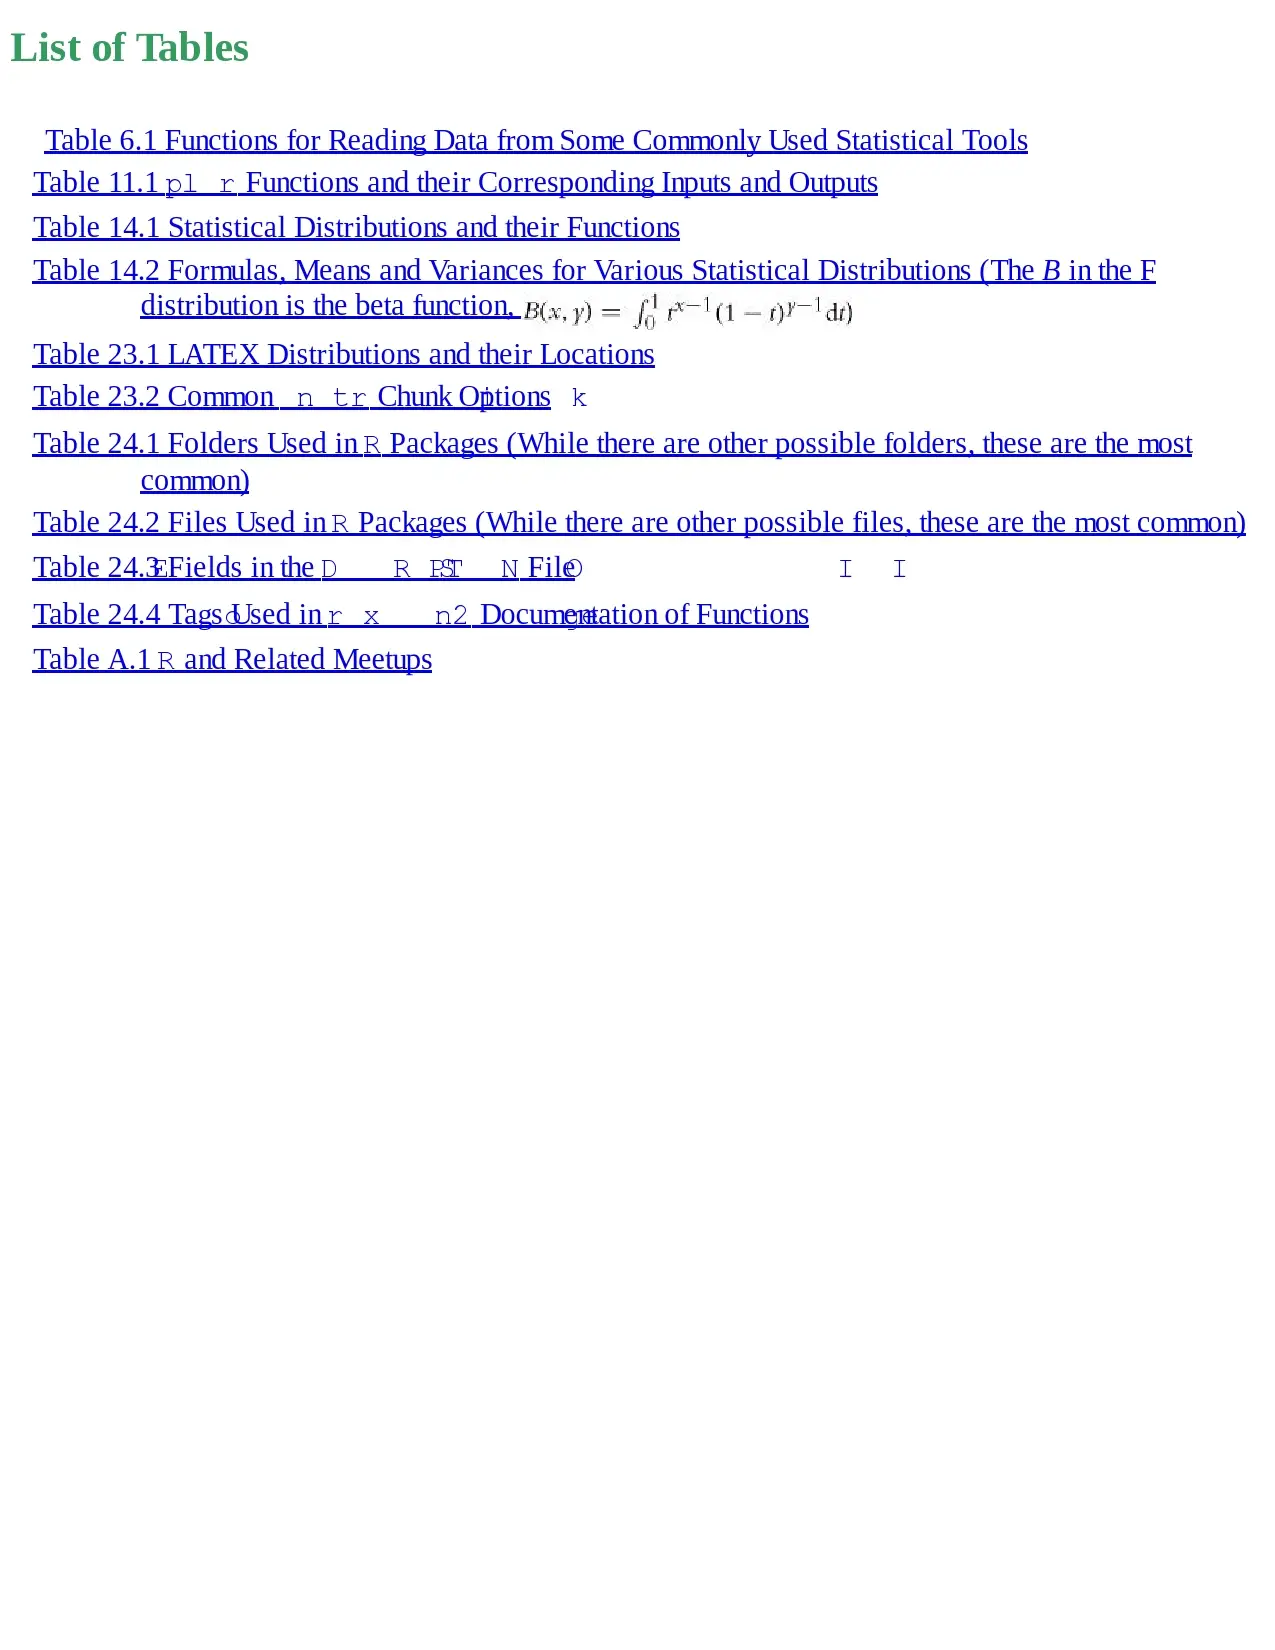 List of Tables
Table 6.1 Functions for Reading Data from Some Commonly Used Statistical Tools
Table 11.1 pl r Functions and their Corresponding Inputs and Outputs
Table 14.1 Statistical Distributions and their Functions
Table 14.2 Formulas, Means and Variances for Various Statistical Distributions (The B in the F
distribution is the beta function, B(x, y) = ∫₀¹ tˣ⁻¹(1 − t)ʸ⁻¹dt)
Table 23.1 LATEX Distributions and their Locations
Table 23.2 Common n tr Chunk Options i k
Table 24.1 Folders Used in R Packages (While there are other possible folders, these are the most
common)
Table 24.2 Files Used in R Packages (While there are other possible files, these are the most common)
Table 24.3 E Fields in the D R PST N File O I I
Table 24.4 Tags o Used in r x n2 Documentation ye of Functions
Table A.1 R and Related Meetups